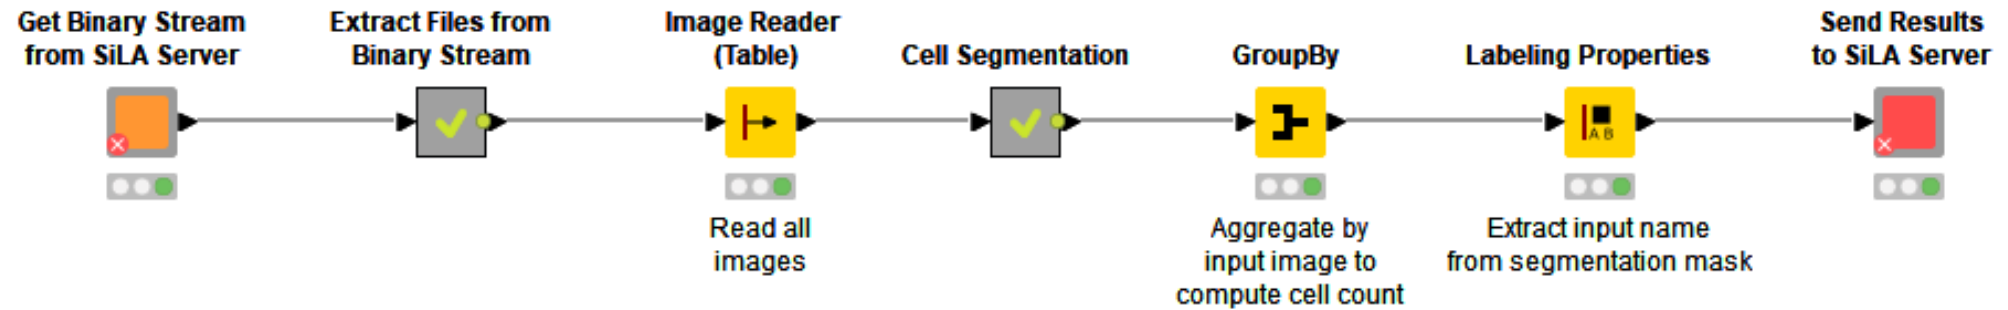 Get Binary Stream
from SiLA Server
Extract Files from
Binary Stream
Image Reader
(Table)
Cell Segmentation
GroupBy
Labeling Properties
Send Results
to SiLA Server
A B
Read all
images
Aggregate by
input image to
compute cell count
Extract input name
from segmentation mask